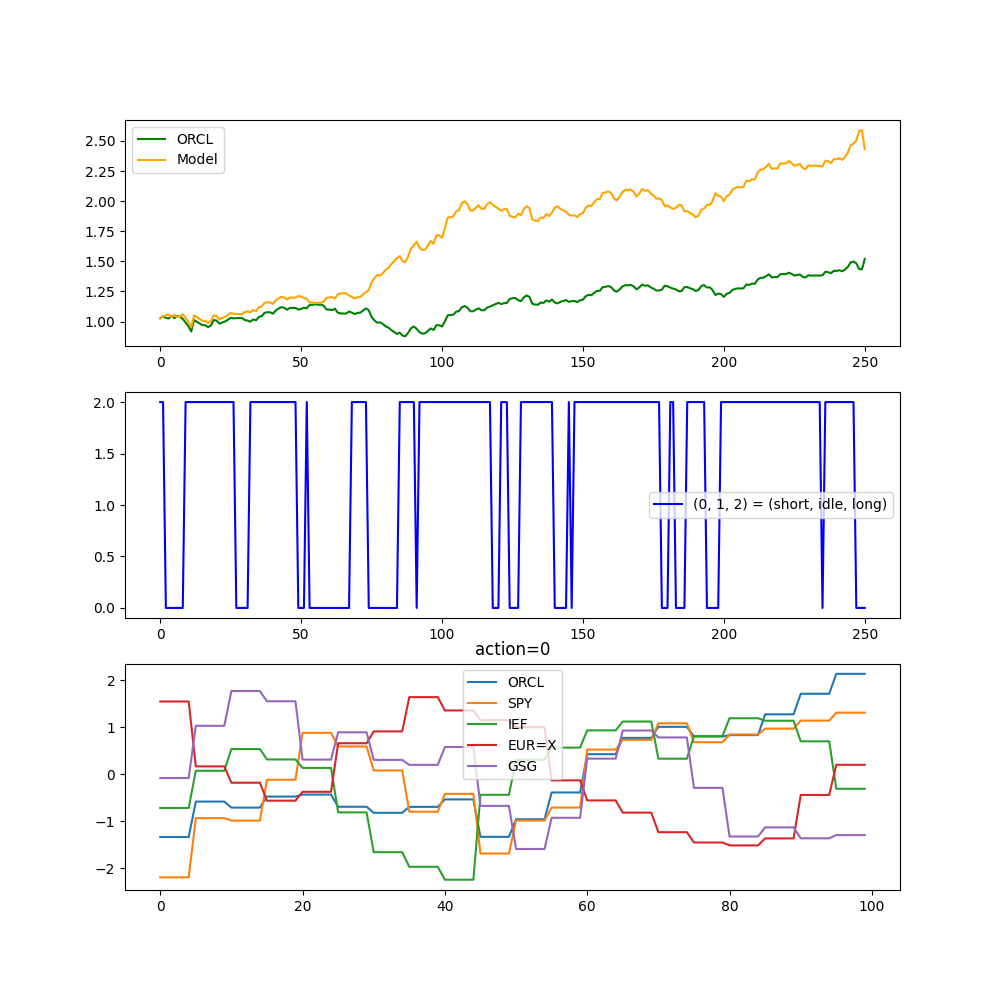 ORCL
Model
2.50
2.25
2.00
1.75
1.50
1.25
1.00
0 50 100 150 200 250
2.0
1.5
1.0
0.5
0.0
(0, 1, 2) = (short, idle, long)
0 50 100 150 200 250
action=0
ORCL
SPY
IEF
EUR=X
GSG
2
1
0
−1
−2
0 20 40 60 80 100